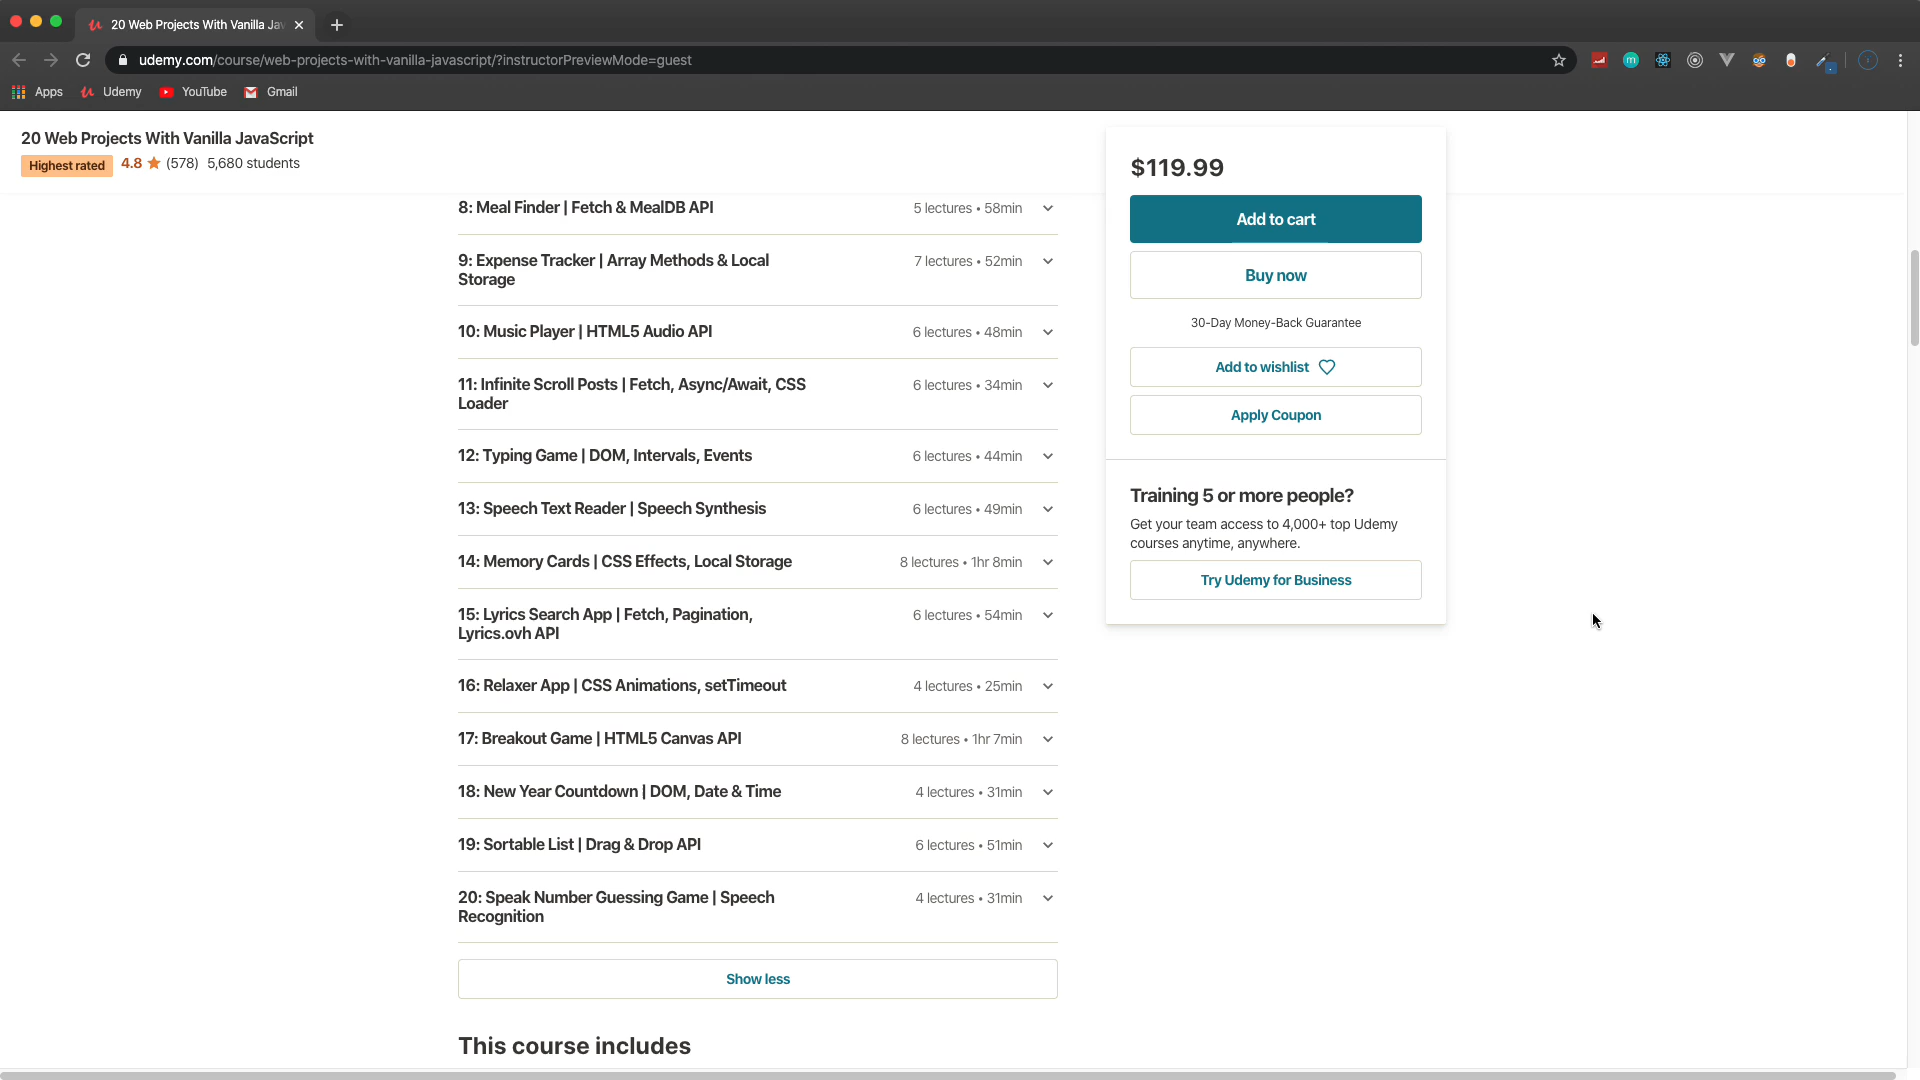 20 Web Projects With Vanilla Jav
udemy.com/course/web-projects-with-vanilla-javascript/?instructorPreviewMode=guest
Apps
Udemy
YouTube
Gmail
20 Web Projects With Vanilla JavaScript
Highest rated 4.8 (578) 5,680 students
8: Meal Finder | Fetch & MealDB API 5 lectures • 58min
9: Expense Tracker | Array Methods & Local 7 lectures • 52min
Storage
10: Music Player | HTML5 Audio API 6 lectures • 48min
11: Infinite Scroll Posts | Fetch, Async/Await, CSS 6 lectures • 34min
Loader
12: Typing Game | DOM, Intervals, Events 6 lectures • 44min
13: Speech Text Reader | Speech Synthesis 6 lectures • 49min
14: Memory Cards | CSS Effects, Local Storage 8 lectures • 1hr 8min
15: Lyrics Search App | Fetch, Pagination, 6 lectures • 54min
Lyrics.ovh API
16: Relaxer App | CSS Animations, setTimeout 4 lectures • 25min
17: Breakout Game | HTML5 Canvas API 8 lectures • 1hr 7min
18: New Year Countdown | DOM, Date & Time 4 lectures • 31min
19: Sortable List | Drag & Drop API 6 lectures • 51min
20: Speak Number Guessing Game | Speech 4 lectures • 31min
Recognition
Show less
This course includes
$119.99
Add to cart
Buy now
30-Day Money-Back Guarantee
Add to wishlist
Apply Coupon
Training 5 or more people?
Get your team access to 4,000+ top Udemy
courses anytime, anywhere.
Try Udemy for Business